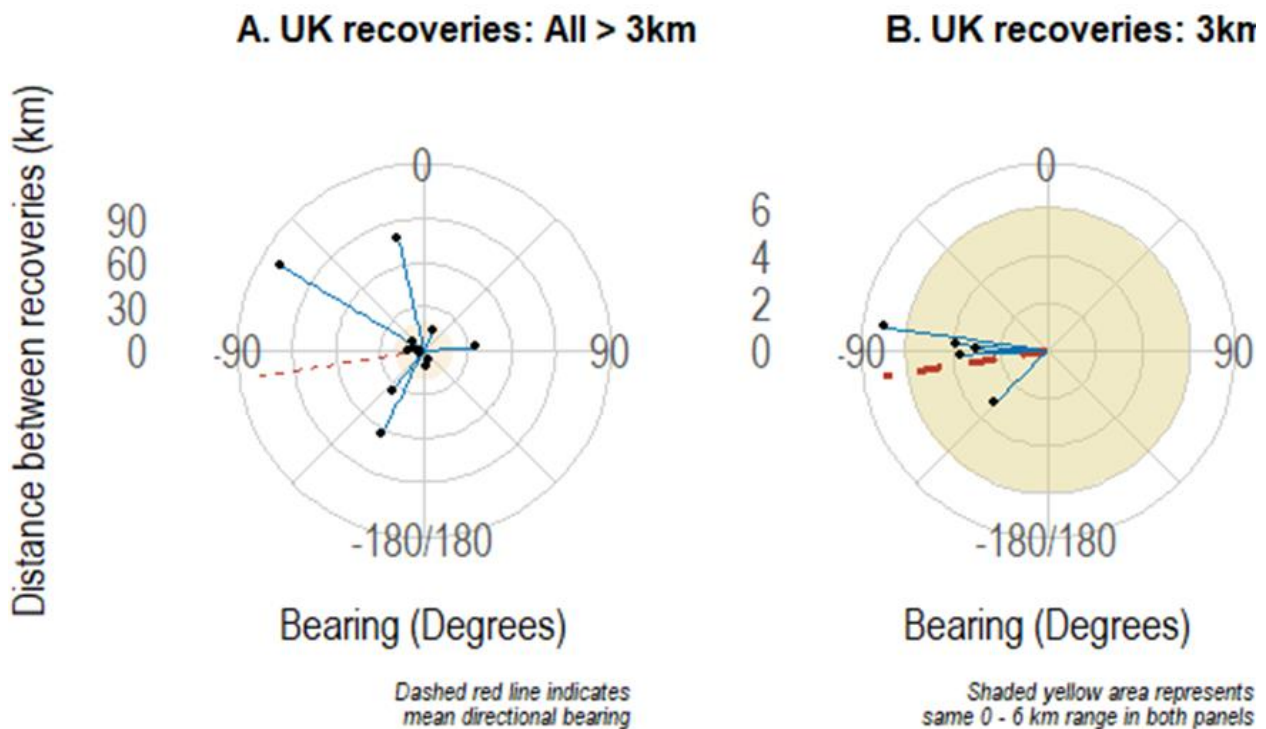 A. UK recoveries: All > 3km
B. UK recoveries: 3km
Distance between recoveries (km)
90
60
30
0
0
-90
90
-180/180
6
4
2
0
0
-90
90
-180/180
Bearing (Degrees)
Bearing (Degrees)
Dashed red line indicates
mean directional bearing
Shaded yellow area represents
same 0 - 6 km range in both panels